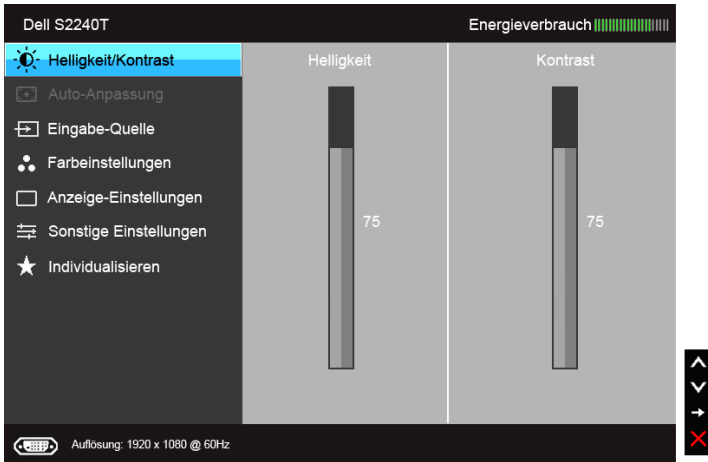 Dell S2240T
Energieverbrauch
Helligkeit/Kontrast
Auto-Anpassung
Eingabe-Quelle
Farbeinstellungen
Anzeige-Einstellungen
Sonstige Einstellungen
Individualisieren
Helligkeit
75
Kontrast
75
Auflösung: 1920 x 1080 @ 60Hz